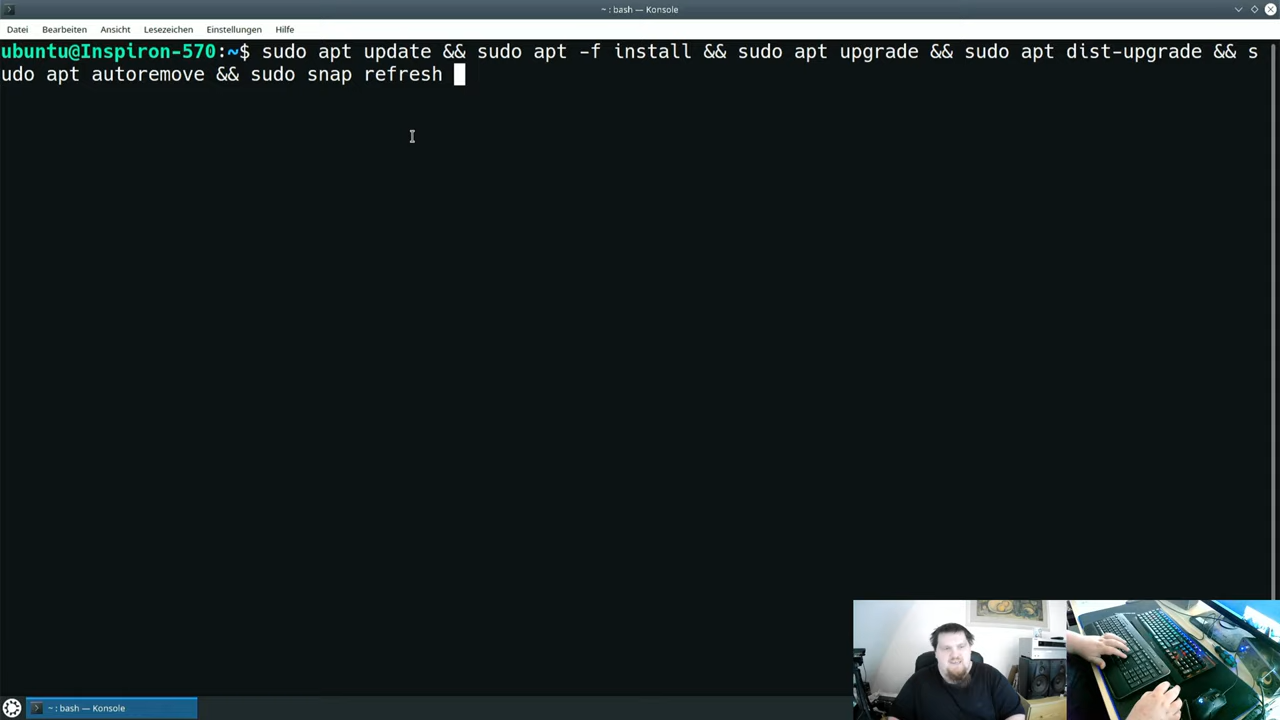 ~ : bash — Konsole
Datei Bearbeiten Ansicht Lesezeichen Einstellungen Hilfe
ubuntu@Inspiron-570:~$ sudo apt update && sudo apt -f install && sudo apt upgrade && sudo apt dist-upgrade && s
udo apt autoremove && sudo snap refresh
~ : bash — Konsole